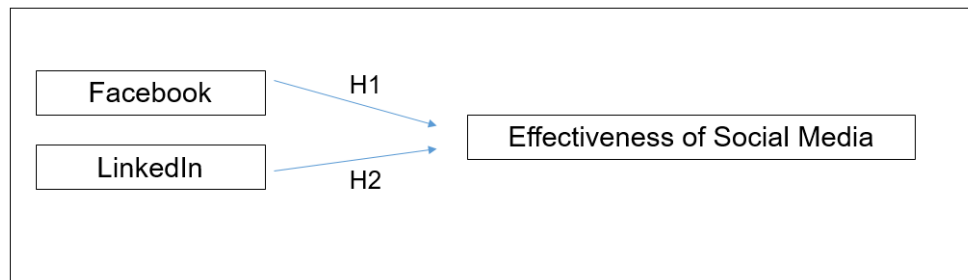 Facebook
H1
Effectiveness of Social Media
LinkedIn
H2